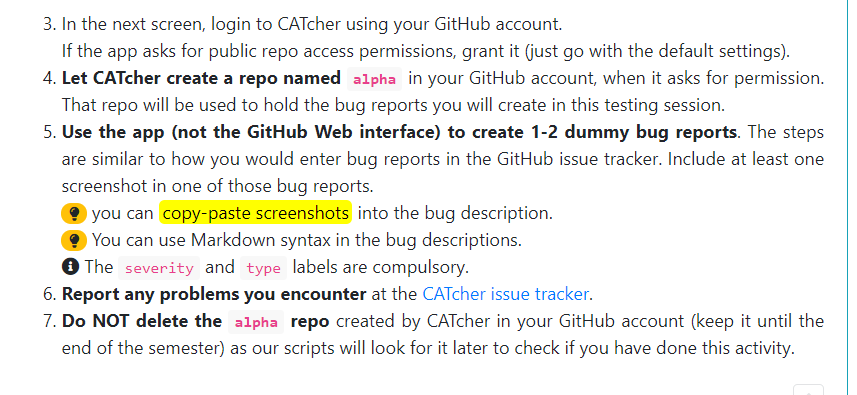 3. In the next screen, login to CATcher using your GitHub account.
If the app asks for public repo access permissions, grant it (just go with the default settings).
4. Let CATcher create a repo named alpha in your GitHub account, when it asks for permission.
That repo will be used to hold the bug reports you will create in this testing session.
5. Use the app (not the GitHub Web interface) to create 1-2 dummy bug reports. The steps
are similar to how you would enter bug reports in the GitHub issue tracker. Include at least one
screenshot in one of those bug reports.
you can copy-paste screenshots into the bug description.
You can use Markdown syntax in the bug descriptions.
The severity and type labels are compulsory.
6. Report any problems you encounter at the CATcher issue tracker.
7. Do NOT delete the alpha repo created by CATcher in your GitHub account (keep it until the
end of the semester) as our scripts will look for it later to check if you have done this activity.